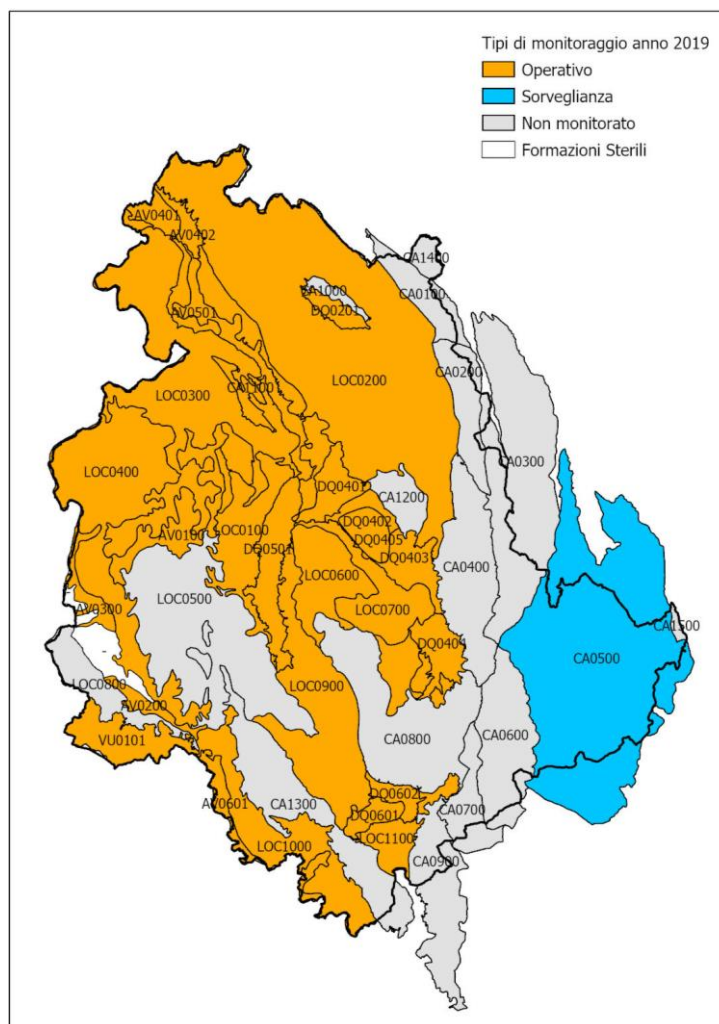 Tipi di monitoraggio anno 2019
Operativo
Sorveglianza
Non monitorato
Formazioni Sterili
AV0401
AV0402
CA1400
CA0100
CA1000
DQ0201
AV0501
LOC0200
CA0200
LOC0300
CA0300
LOC0400
DQ0401
CA1200
DQ0402
AV0100
LOC0100
DQ0405
DQ0501
DQ0403
CA0400
LOC0600
LOC0500
LOC0700
AV0300
CA1500
DQ0404
CA0500
LOC0800
LOC0900
AV0200
CA0800
CA0600
VU0101
DQ0602
AV0601
CA1300
CA0700
DQ0601
LOC1100
LOC1000
CA0900